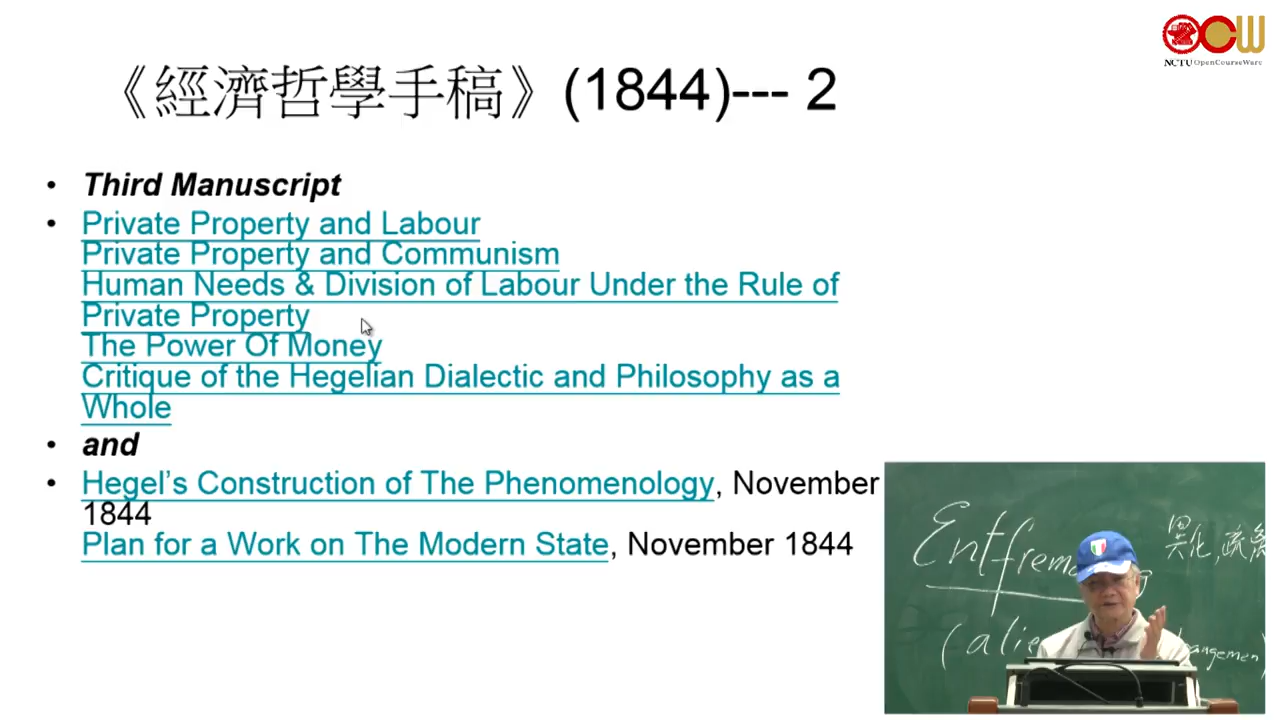 NCTU OpenCourseWare
《經濟哲學手稿》(1844)--- 2
• Third Manuscript
• Private Property and Labour
Private Property and Communism
Human Needs & Division of Labour Under the Rule of
Private Property
The Power Of Money
Critique of the Hegelian Dialectic and Philosophy as a
Whole
• and
• Hegel's Construction of The Phenomenology, November
1844
Plan for a Work on The Modern State, November 1844
異化,疏離